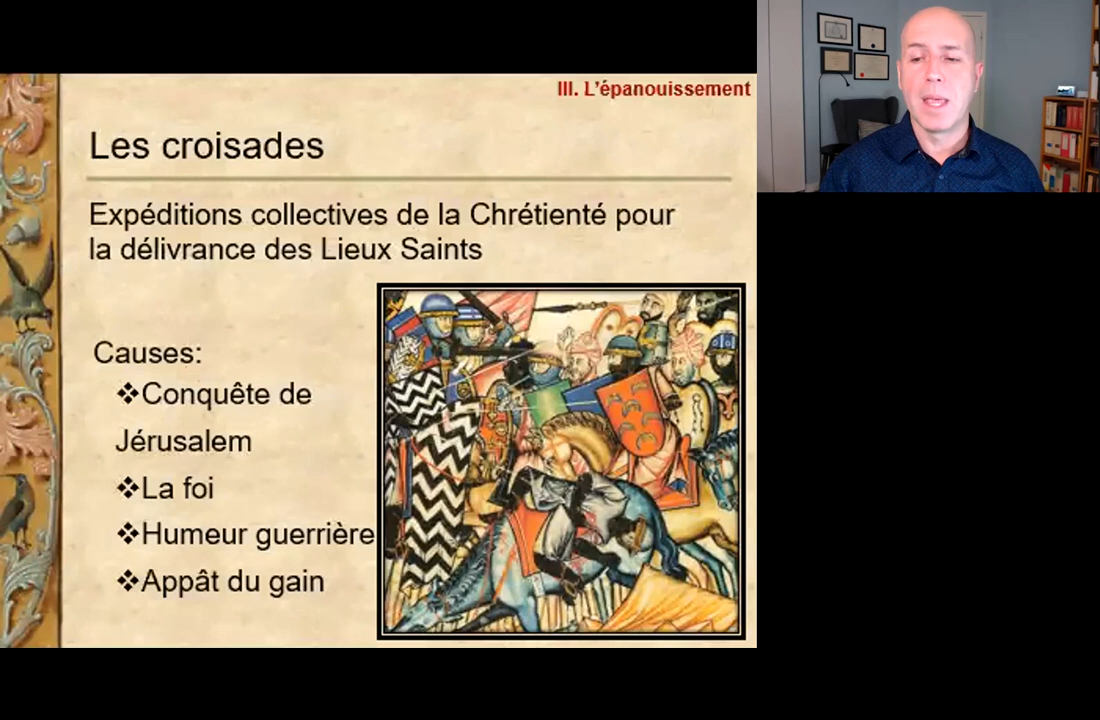 III. L'épanouissement
Les croisades
Expéditions collectives de la Chrétienté pour
la délivrance des Lieux Saints
Causes:
❖Conquête de
Jérusalem
❖La foi
❖Humeur guerrière
❖Appât du gain